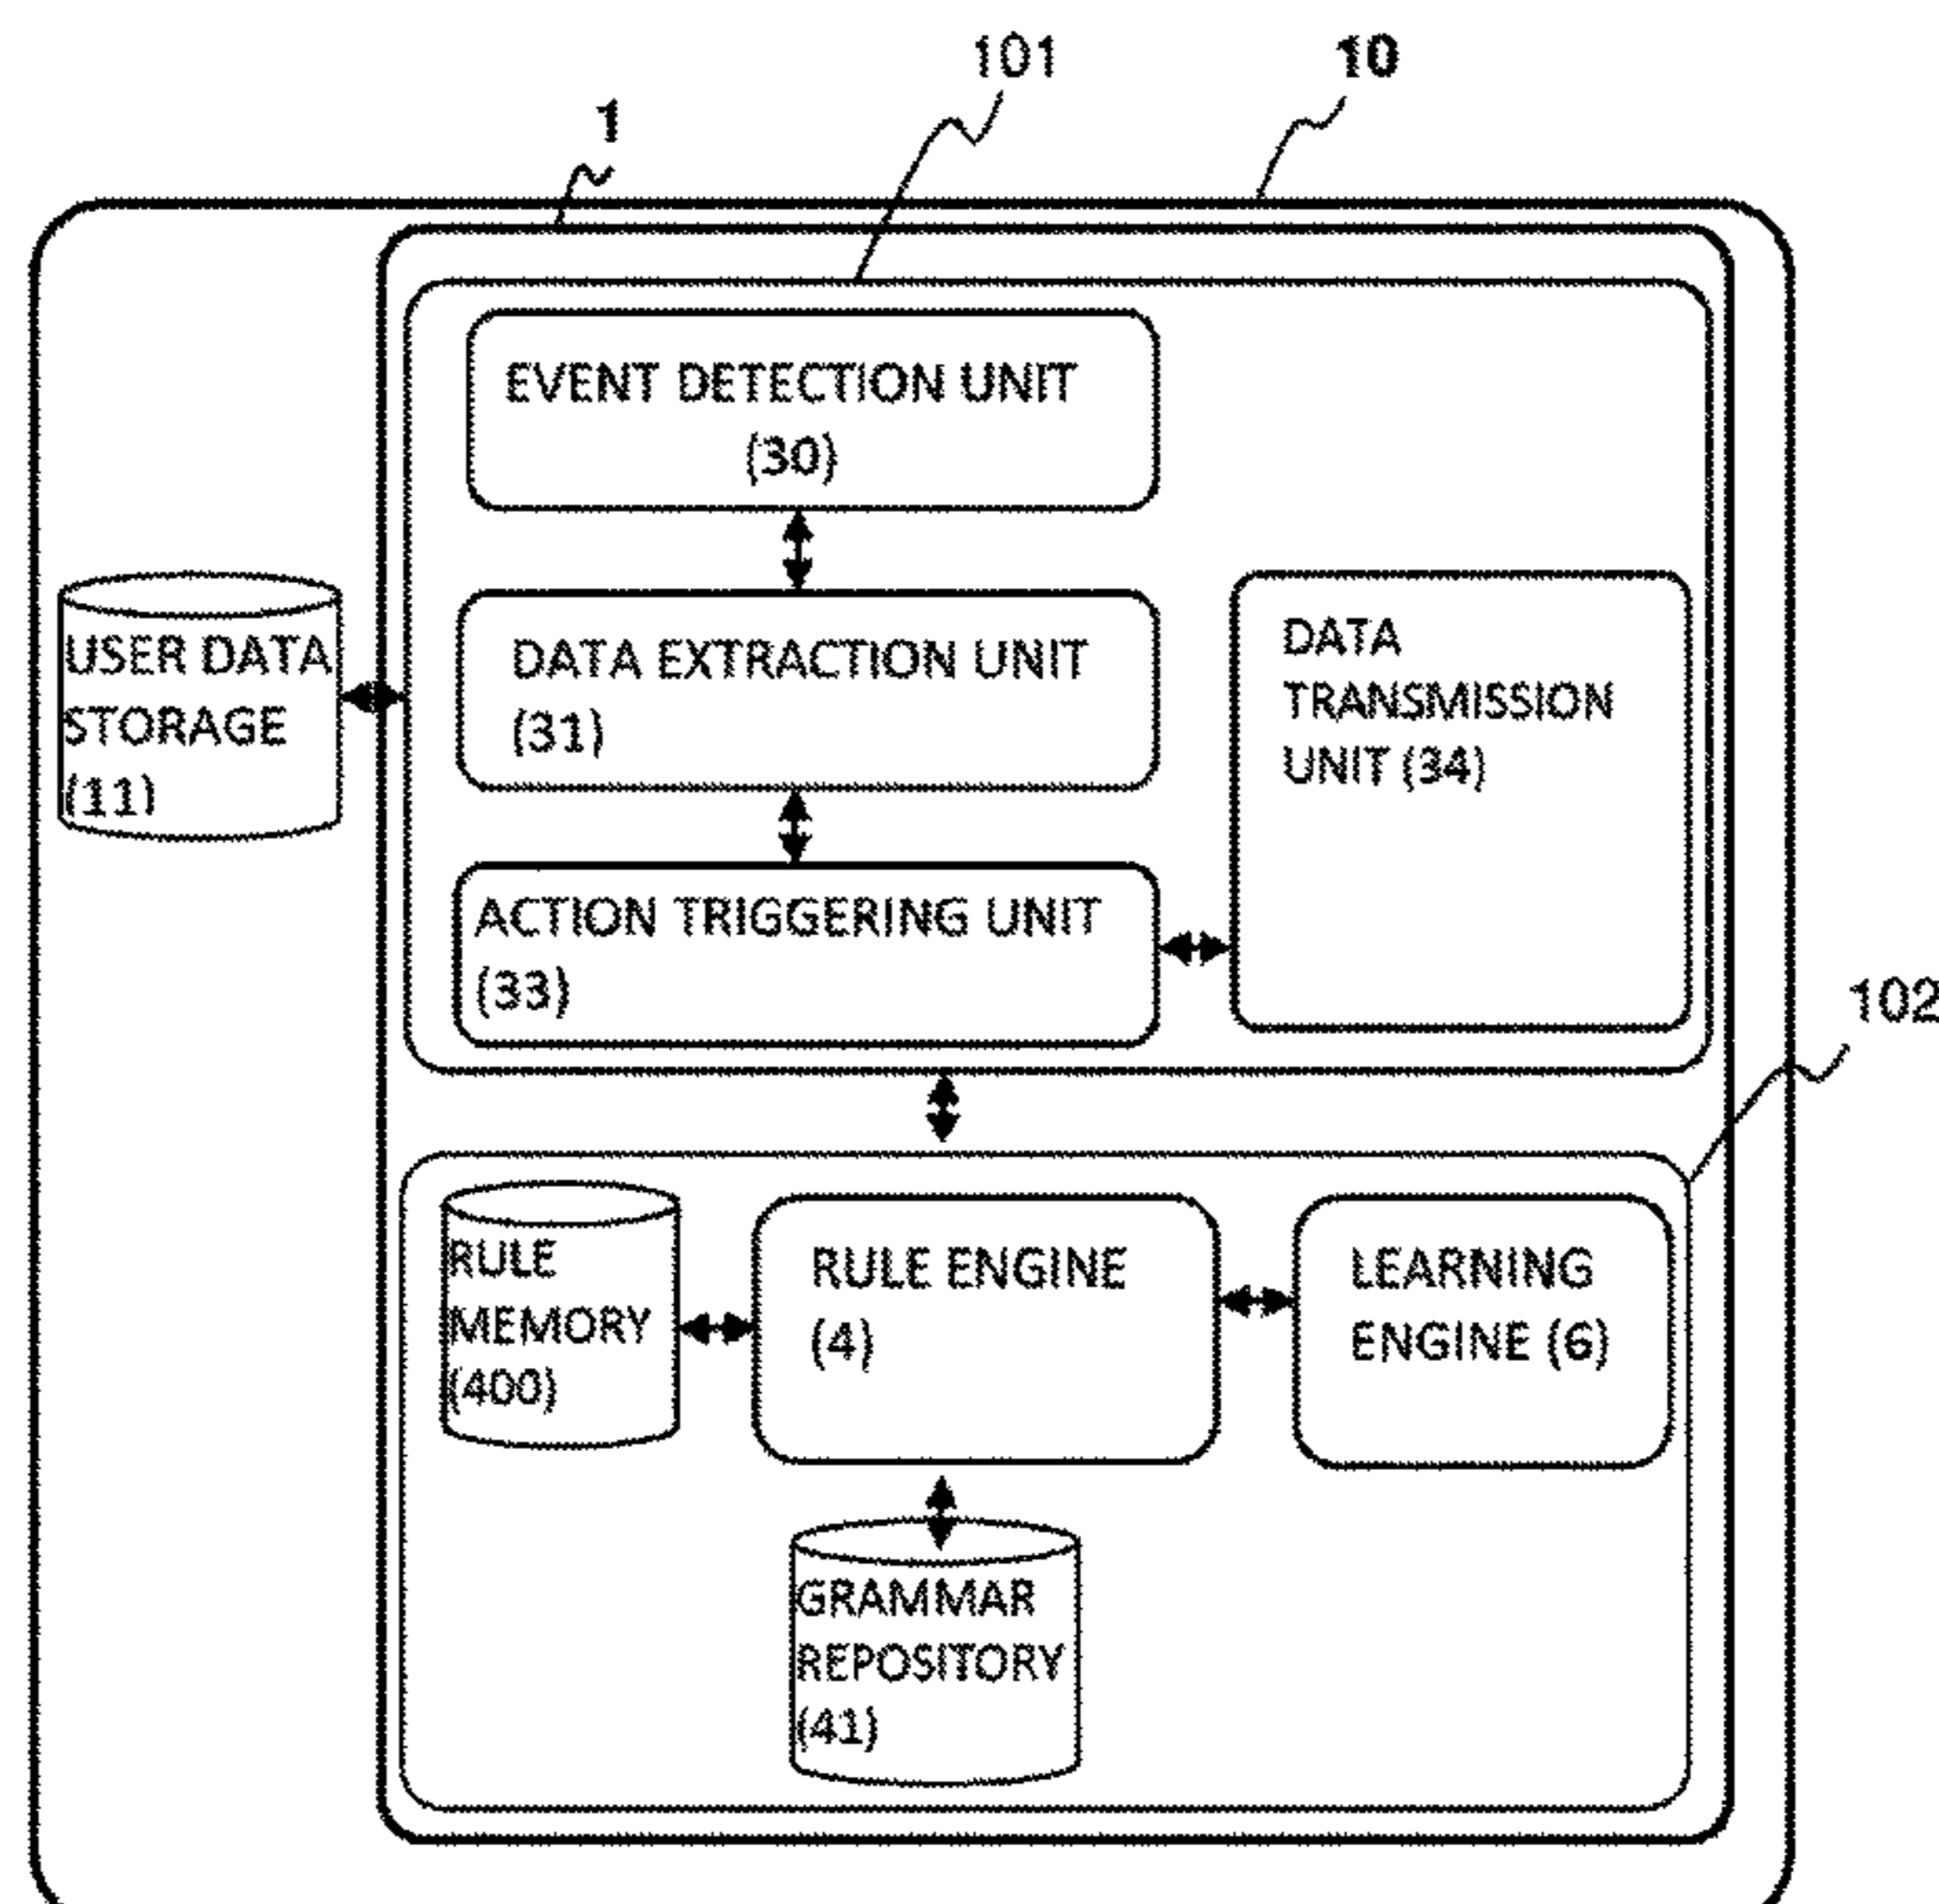 101
10
1
EVENT DETECTION UNIT
(30)
USER DATA
STORAGE
(11)
DATA EXTRACTION UNIT
(31)
DATA
TRANSMISSION
UNIT (34)
ACTION TRIGGERING UNIT
(33)
102
RULE
MEMORY
(400)
RULE ENGINE
(4)
LEARNING
ENGINE (6)
GRAMMAR
REPOSITORY
(41)